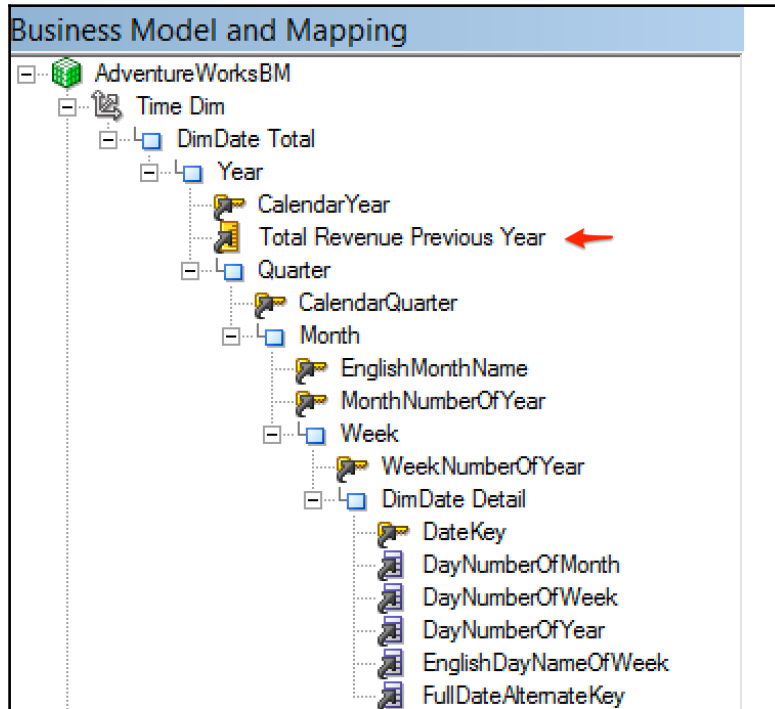 Business Model and Mapping
AdventureWorksBM
Time Dim
DimDate Total
Year
CalendarYear
Total Revenue Previous Year
Quarter
CalendarQuarter
Month
EnglishMonthName
MonthNumberOfYear
Week
WeekNumberOfYear
DimDate Detail
DateKey
DayNumberOfMonth
DayNumberOfWeek
DayNumberOfYear
EnglishDayNameOfWeek
FullDateAlternateKey